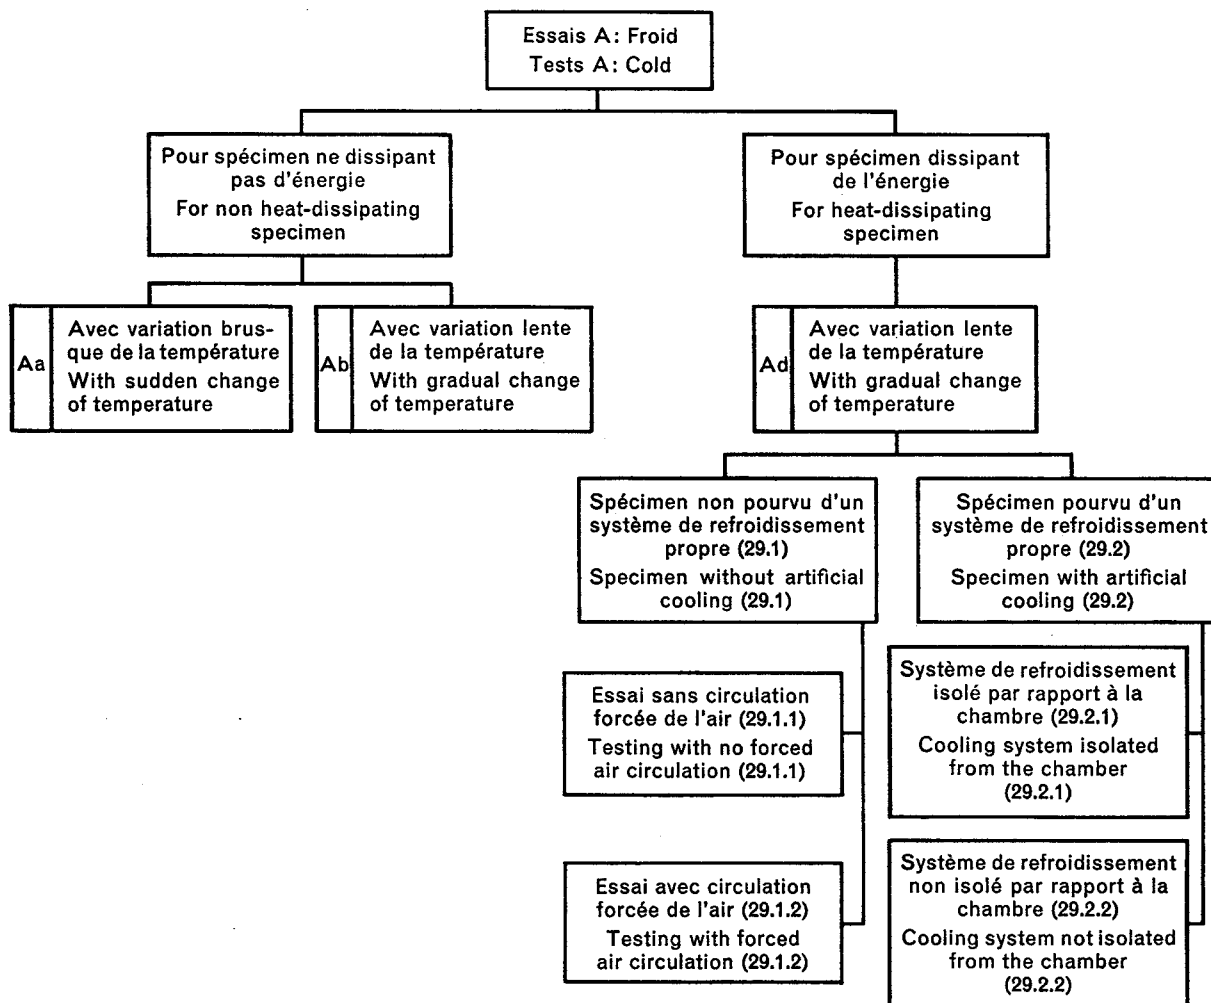 Essais A: Froid
Tests A: Cold
Pour spécimen ne dissipant
pas d'énergie
For non heat-dissipating
specimen
Pour spécimen dissipant
de l'énergie
For heat-dissipating
specimen
Aa
Avec variation brus-
que de la température
With sudden change
of temperature
Ab
Avec variation lente
de la température
With gradual change
of temperature
Ad
Avec variation lente
de la température
With gradual change
of temperature
Spécimen non pourvu d'un
système de refroidissement
propre (29.1)
Specimen without artificial
cooling (29.1)
Spécimen pourvu d'un
système de refroidissement
propre (29.2)
Specimen with artificial
cooling (29.2)
Essai sans circulation
forcée de l'air (29.1.1)
Testing with no forced
air circulation (29.1.1)
Système de refroidissement
isolé par rapport à la
chambre (29.2.1)
Cooling system isolated
from the chamber
(29.2.1)
Essai avec circulation
forcée de l'air (29.1.2)
Testing with forced
air circulation (29.1.2)
Système de refroidissement
non isolé par rapport à la
chambre (29.2.2)
Cooling system not isolated
from the chamber
(29.2.2)